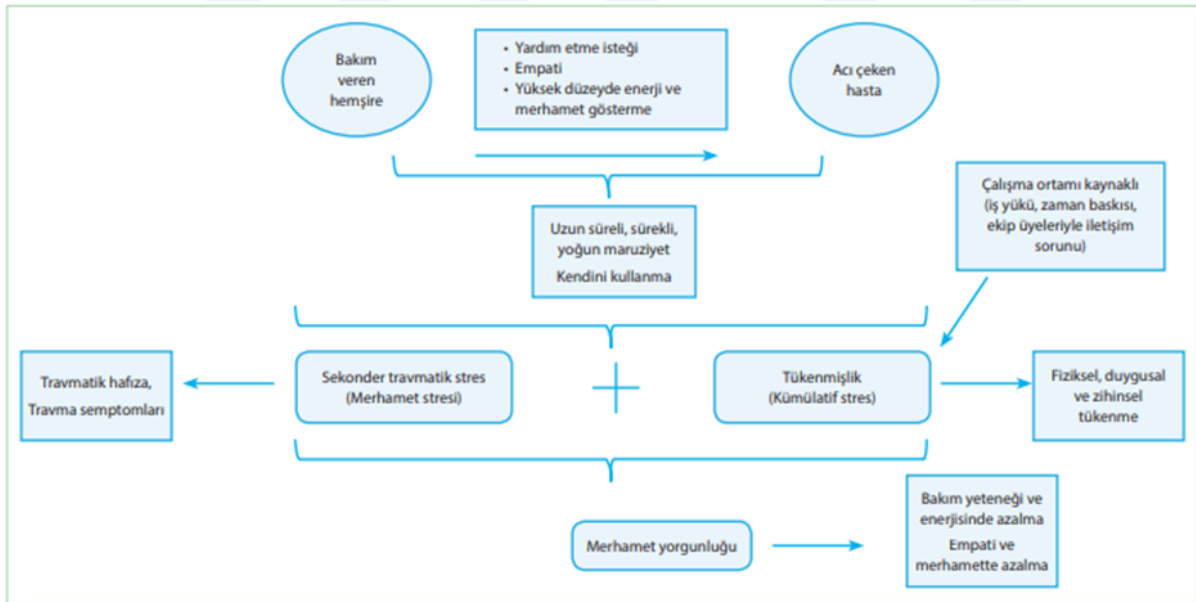 Bakım
veren
hemşire
• Yardım etme isteği
• Empati
• Yüksek düzeyde enerji ve
merhamet gösterme
Acı çeken
hasta
Uzun süreli, sürekli,
yoğun maruziyet
Kendini kullanma
Çalışma ortamı kaynaklı
(iş yükü, zaman baskısı,
ekip üyeleriyle iletişim
sorunu)
Travmatik hafıza,
Travma semptomları
Sekonder travmatik stres
(Merhamet stresi)
Tükenmişlik
(Kümülatif stres)
Fiziksel, duygusal
ve zihinsel
tükenme
Merhamet yorgunluğu
Bakım yeteneği ve
enerjisinde azalma
Empati ve
merhamette azalma